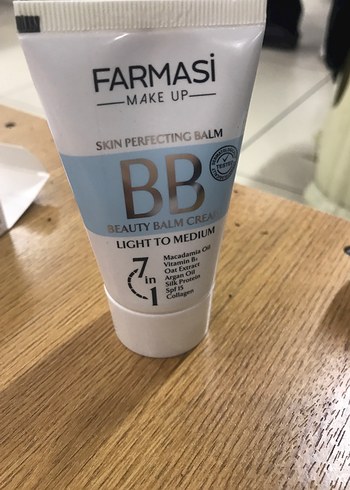 FARMASi
MAKE UP
SKIN PERFECTING BALM
BB
BEAUTY BALM CREAM
LIGHT TO MEDIUM
7 in 1
Macadamia Oil
Vitamin B₃
Oat Extract
Argan Oil
Silk Protein
Spf 15
Collagen